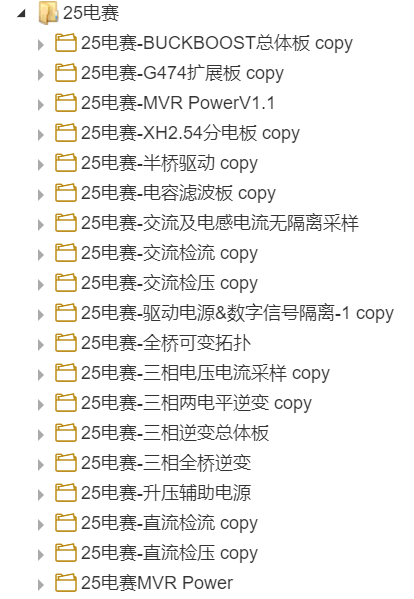 25电赛
25电赛-BUCKBOOST总体板 copy
25电赛-G474扩展板 copy
25电赛-MVR PowerV1.1
25电赛-XH2.54分电板 copy
25电赛-半桥驱动 copy
25电赛-电容滤波板 copy
25电赛-交流及电感电流无隔离采样
25电赛-交流检流 copy
25电赛-交流检压 copy
25电赛-驱动电源&数字信号隔离-1 copy
25电赛-全桥可变拓扑
25电赛-三相电压电流采样 copy
25电赛-三相两电平逆变 copy
25电赛-三相逆变总体板
25电赛-三相全桥逆变
25电赛-升压辅助电源
25电赛-直流检流 copy
25电赛-直流检压 copy
25电赛MVR Power